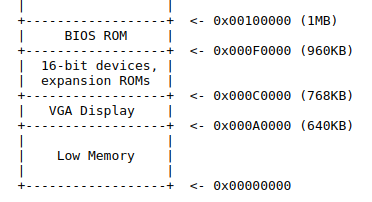 |                  |
+------------------+  <- 0x00100000 (1MB)
|     BIOS ROM     |
+------------------+  <- 0x000F0000 (960KB)
|  16-bit devices, |
|  expansion ROMs  |
+------------------+  <- 0x000C0000 (768KB)
|   VGA Display    |
+------------------+  <- 0x000A0000 (640KB)
|                  |
|    Low Memory    |
|                  |
+------------------+  <- 0x00000000